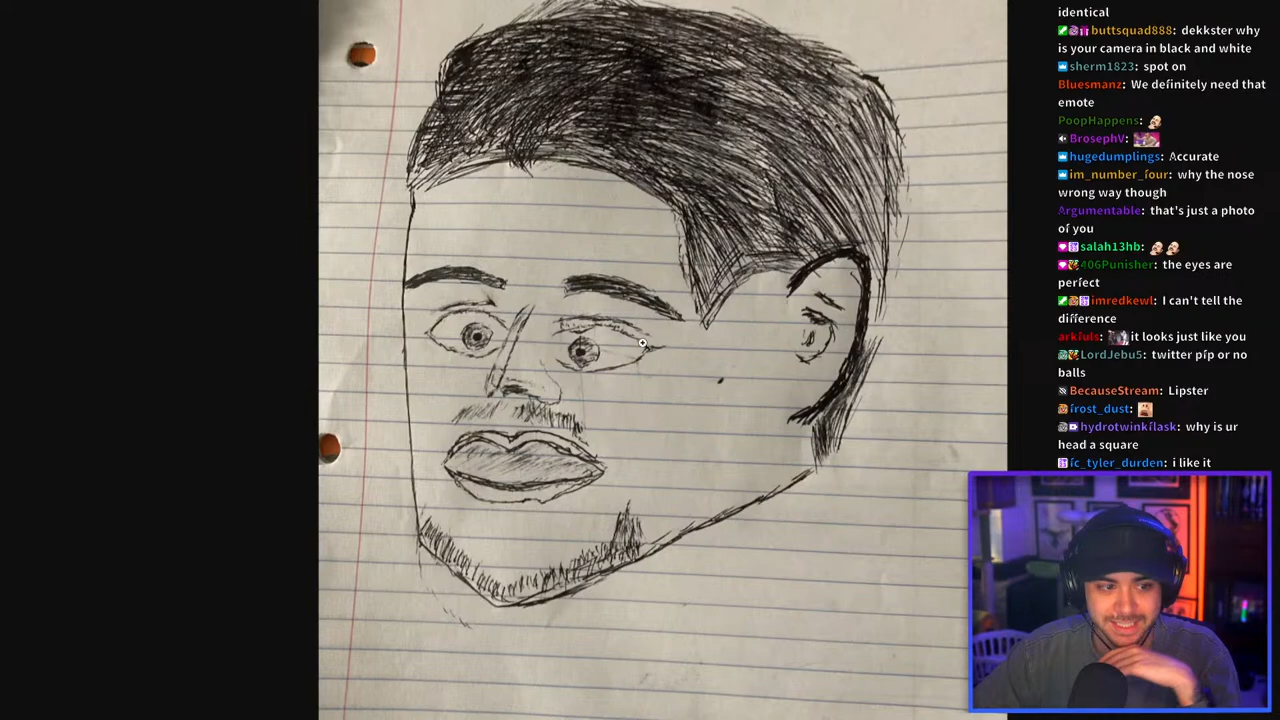 identical
buttsquad888: dekkster why
is your camera in black and white
sherm1823: spot on
Bluesmanz: We definitely need that
emote
PoopHappens:
BrosephV:
hugedumplings: Accurate
im_number_four: why the nose
wrong way though
Argumentable: that's just a photo
of you
salah13hb:
406Punisher: the eyes are
perfect
imredkewl: I can't tell the
difference
arkfuls: it looks just like you
LordJebu5: twitter pfp or no
balls
BecauseStream: Lipster
frost_dust:
hydrotwinkflask: why is ur
head a square
fc_tyler_durden: i like it